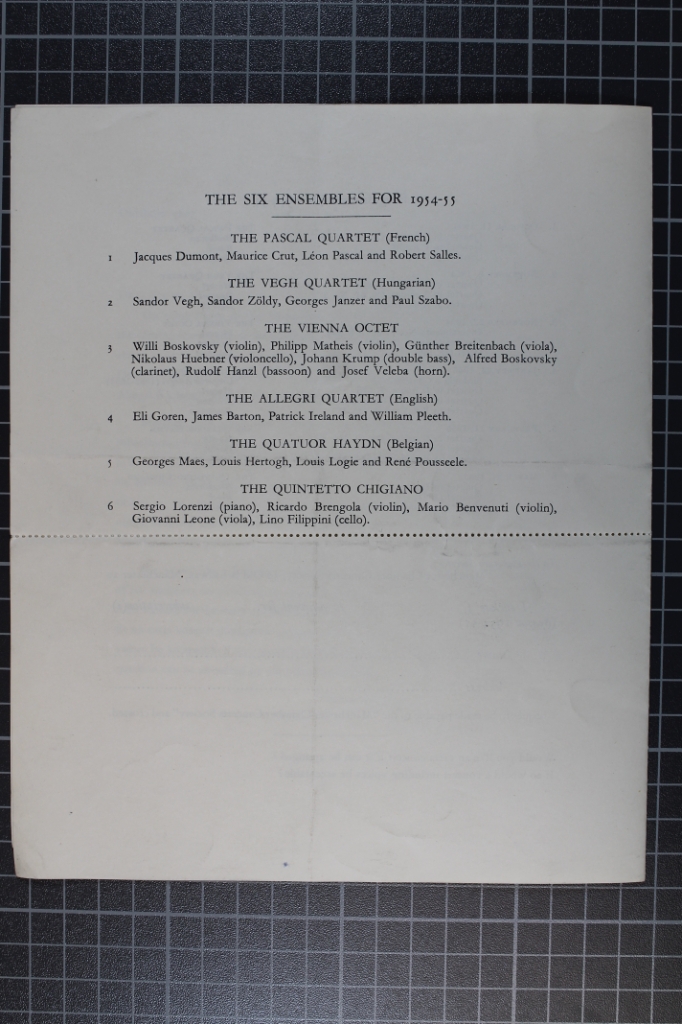 THE SIX ENSEMBLES FOR 1954-55
THE PASCAL QUARTET (French)
1 Jacques Dumont, Maurice Crut, Léon Pascal and Robert Salles.
THE VEGH QUARTET (Hungarian)
2 Sandor Vegh, Sandor Zöldy, Georges Janzer and Paul Szabo.
THE VIENNA OCTET
3 Willi Boskovsky (violin), Philipp Matheis (violin), Günther Breitenbach (viola),
Nikolaus Huebner (violoncello), Johann Krump (double bass), Alfred Boskovsky
(clarinet), Rudolf Hanzl (bassoon) and Josef Veleba (horn).
THE ALLEGRI QUARTET (English)
4 Eli Goren, James Barton, Patrick Ireland and William Pleeth.
THE QUATUOR HAYDN (Belgian)
5 Georges Maes, Louis Hertogh, Louis Logie and René Pousseele.
THE QUINTETTO CHIGIANO
6 Sergio Lorenzi (piano), Ricardo Brengola (violin), Mario Benvenuti (violin),
Giovanni Leone (viola), Lino Filippini (cello).